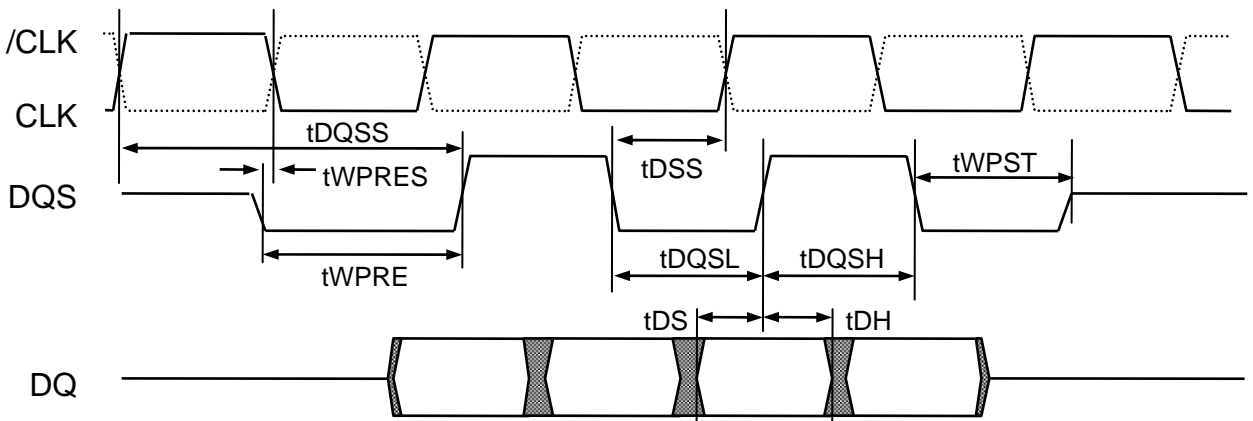 /CLK
CLK
tDQSS
tWPRES
tDSS
tWPST
DQS
tWPRE
tDQSL
tDQSH
tDS
tDH
DQ